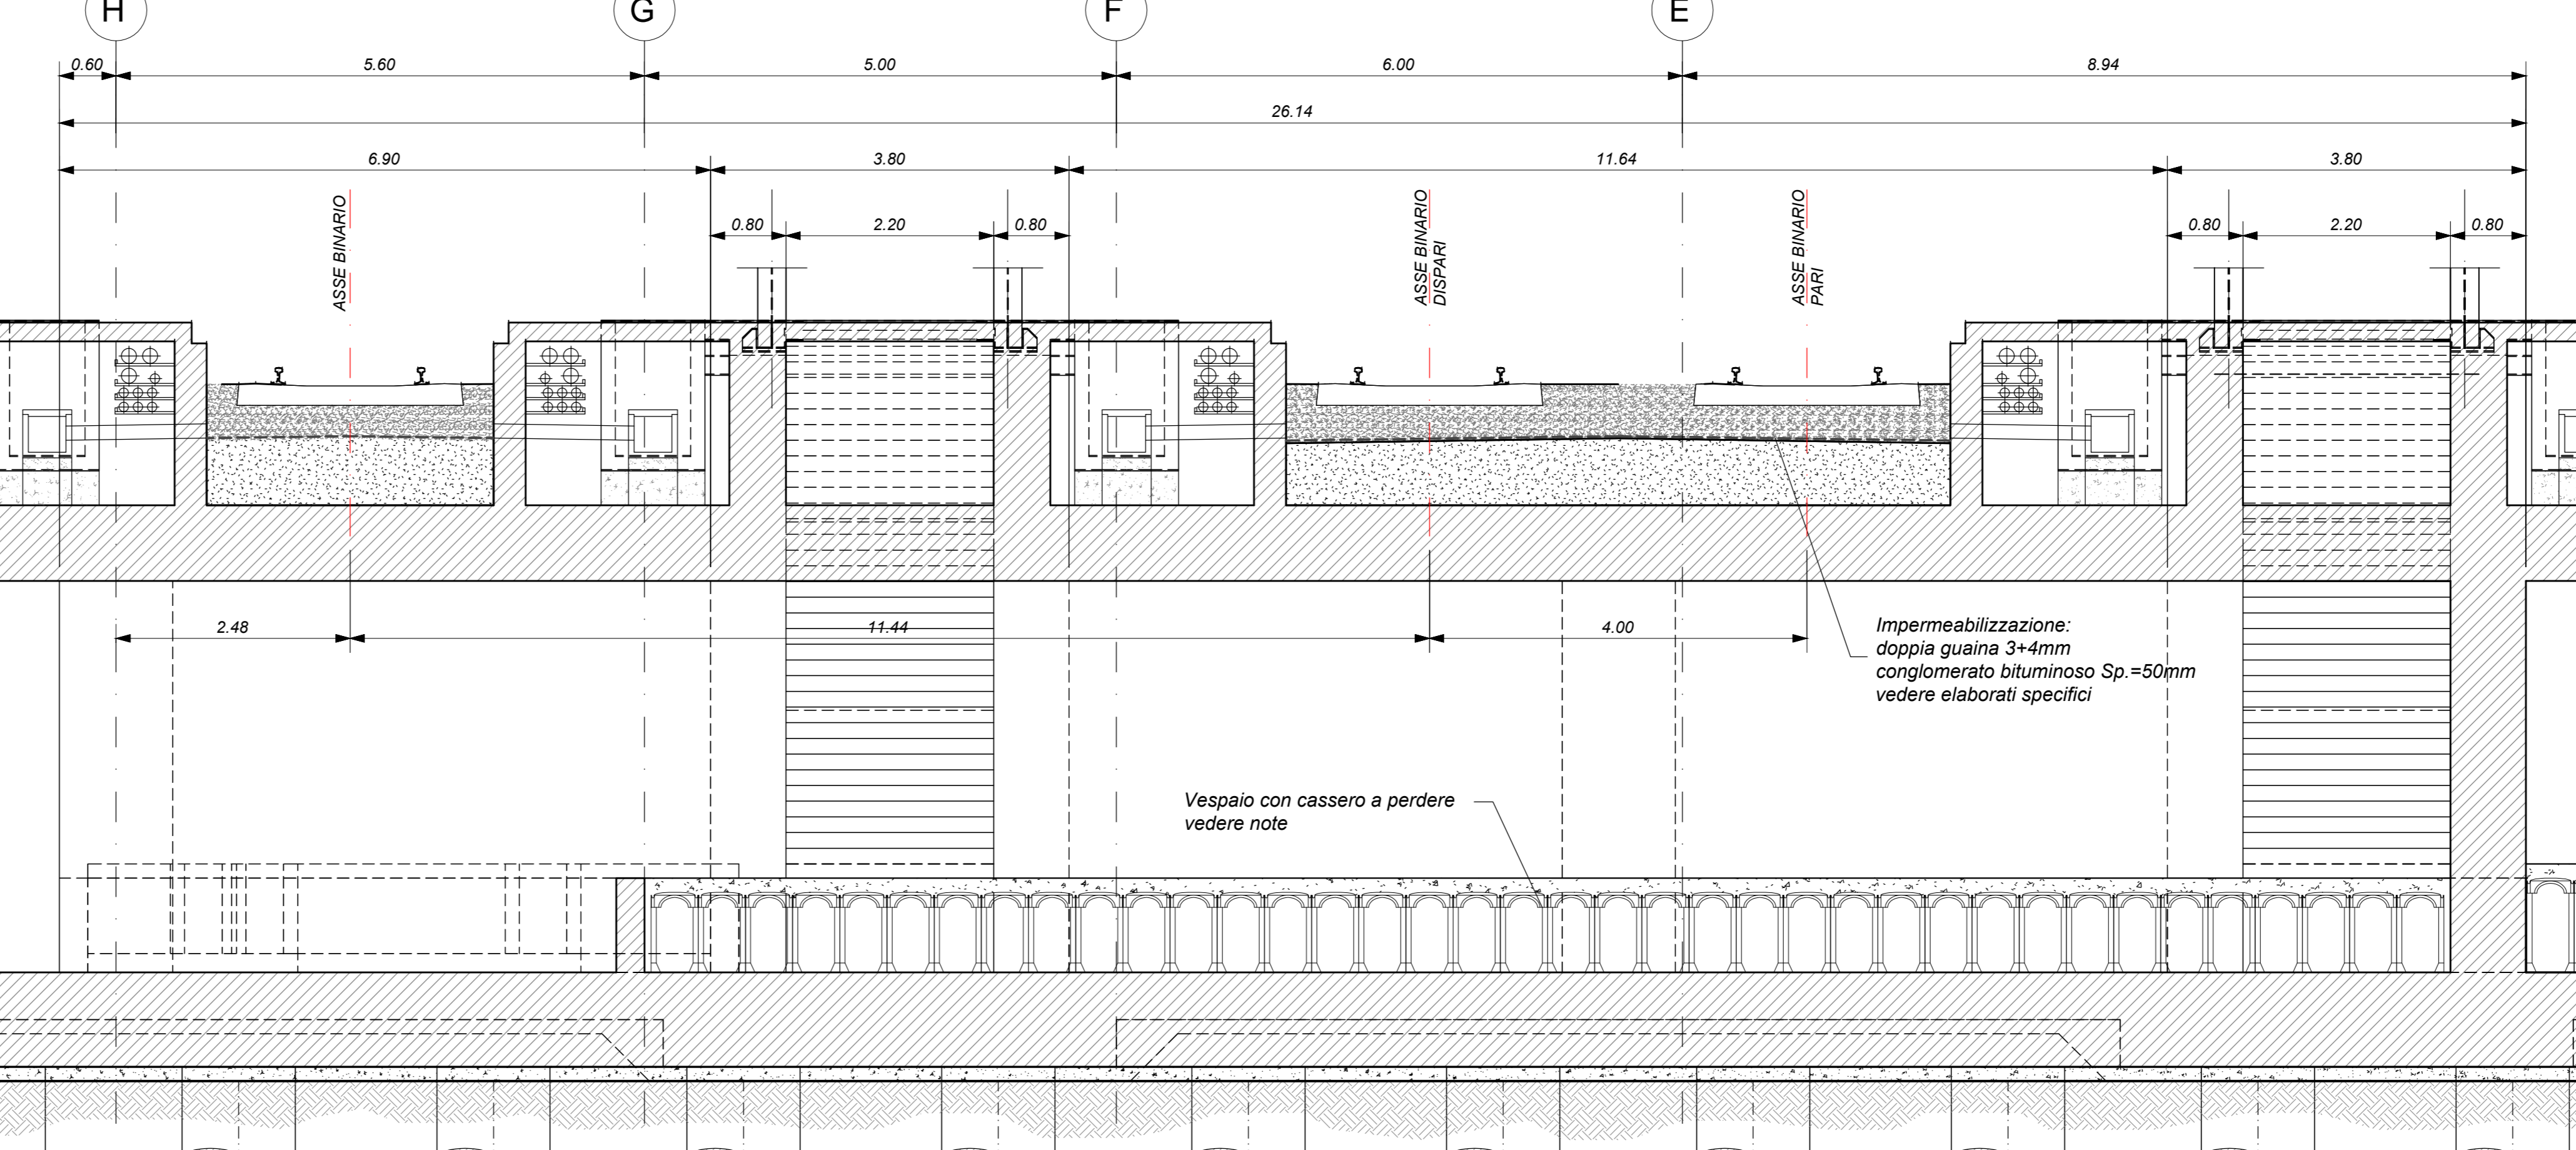 H G F E
0.60 5.60 5.00 6.00 8.94
26.14
6.90 3.80 11.64 3.80
0.80 2.20 0.80 0.80 2.20 0.80
ASSE BINARIO
ASSE BINARIO
DISPARI
ASSE BINARIO
PARI
2.48 11.44 4.00
Impermeabilizzazione:
doppia guaina 3+4mm
conglomerato bituminoso Sp.=50mm
vedere elaborati specifici
Vespaio con cassero a perdere
vedere note